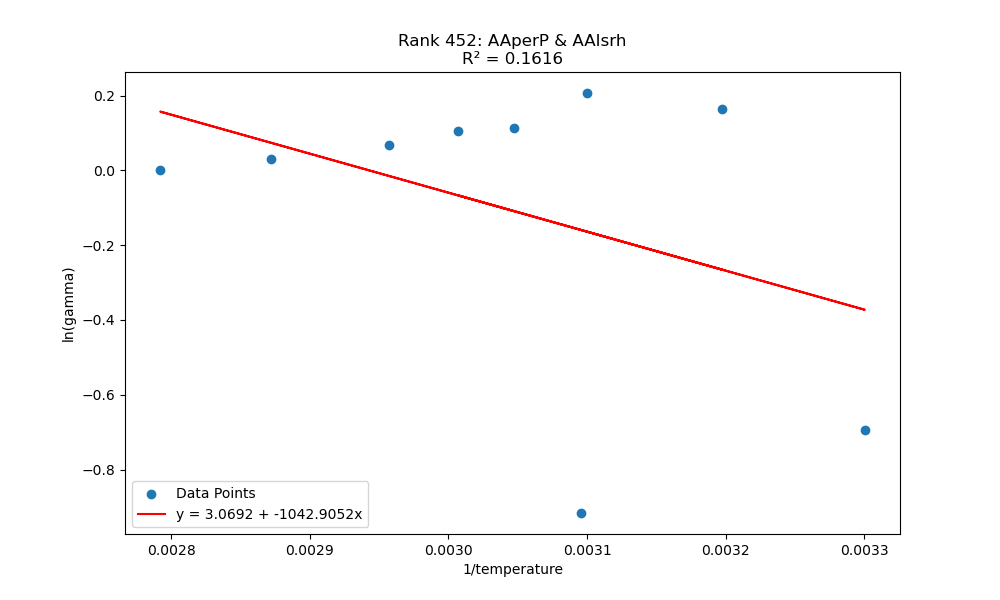 Rank 452: AAperP & AAlsrh
R² = 0.1616
ln(gamma)
0.2
0.0
−0.2
−0.4
−0.6
−0.8
Data Points
y = 3.0692 + -1042.9052x
0.0028
0.0029
0.0030
0.0031
0.0032
0.0033
1/temperature